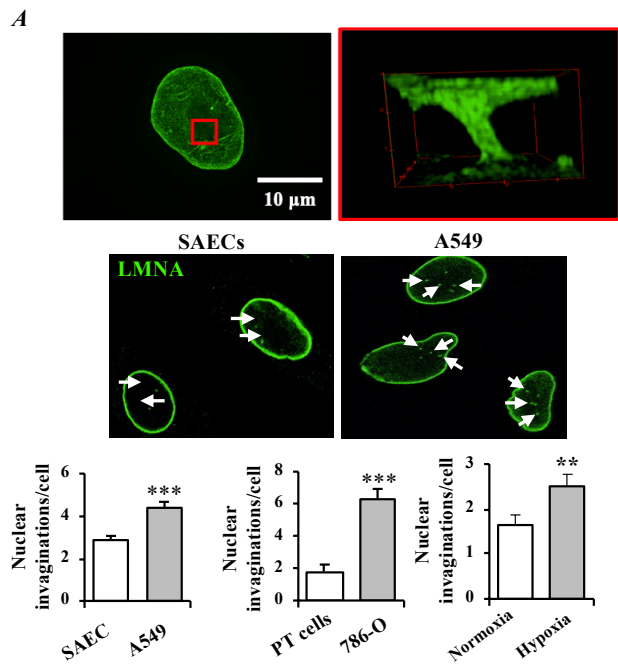 A
10 µm
SAECs
A549
LMNA
Nuclear
invaginations/cell
6
4
2
0
***
SAEC
A549
Nuclear
invaginations/cell
8
6
4
2
0
***
PT cells
786-O
Nuclear
invaginations/cell
3
2
1
0
**
Normoxia
Hypoxia